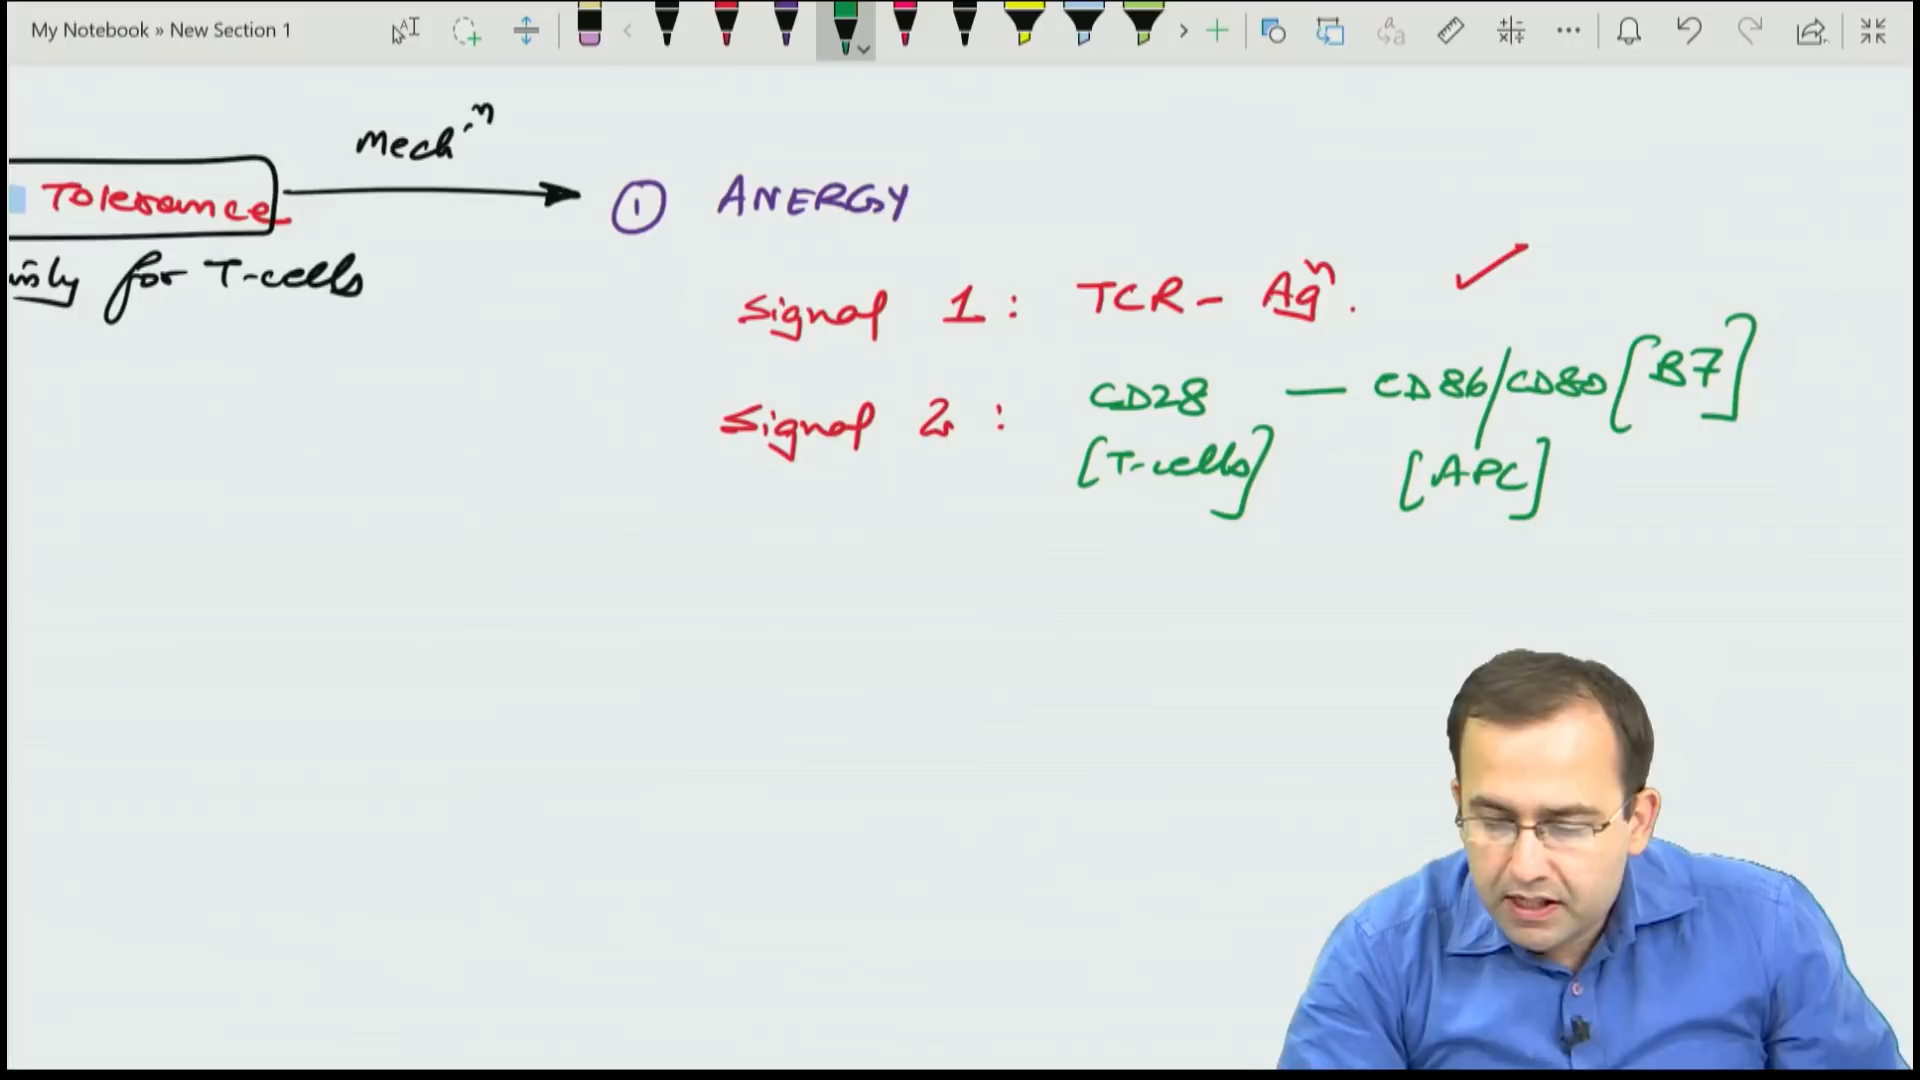 My Notebook » New Section 1
Mech·n
Tolerance
① ANERGY
for T-cells
Signal 1 : TCR - Agⁿ.
Signal 2 : CD28 — CD86/CD80 [B7]
[T-cells] [APC]